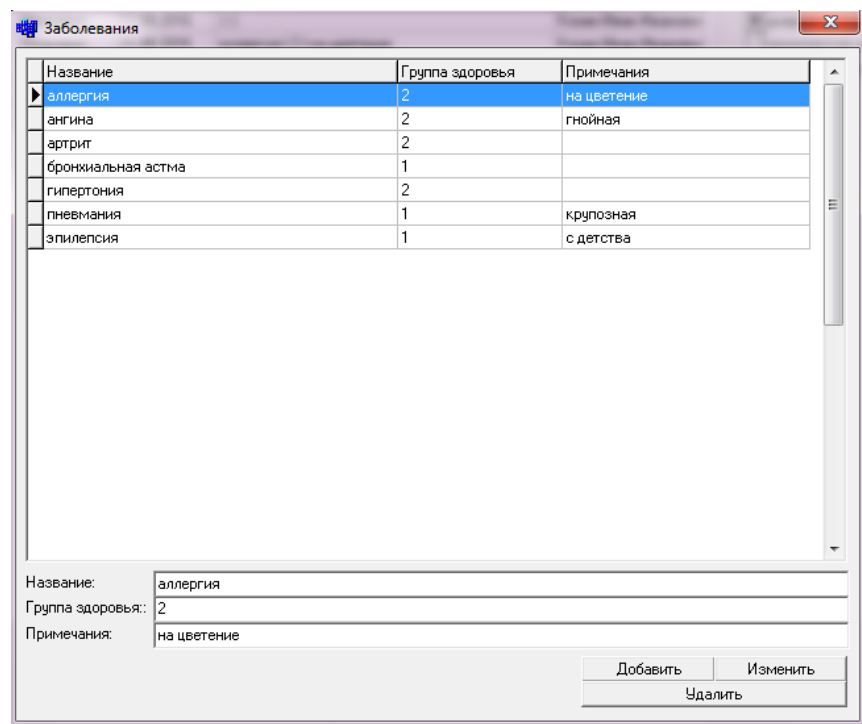 Заболевания
Название Группа здоровья Примечания
аллергия 2 на цветение
ангина 2 гнойная
артрит 2
бронхиальная астма 1
гипертония 2
пневмания 1 крупозная
эпилепсия 1 с детства
Название: аллергия
Группа здоровья:: 2
Примечания: на цветение
Добавить Изменить
Удалить